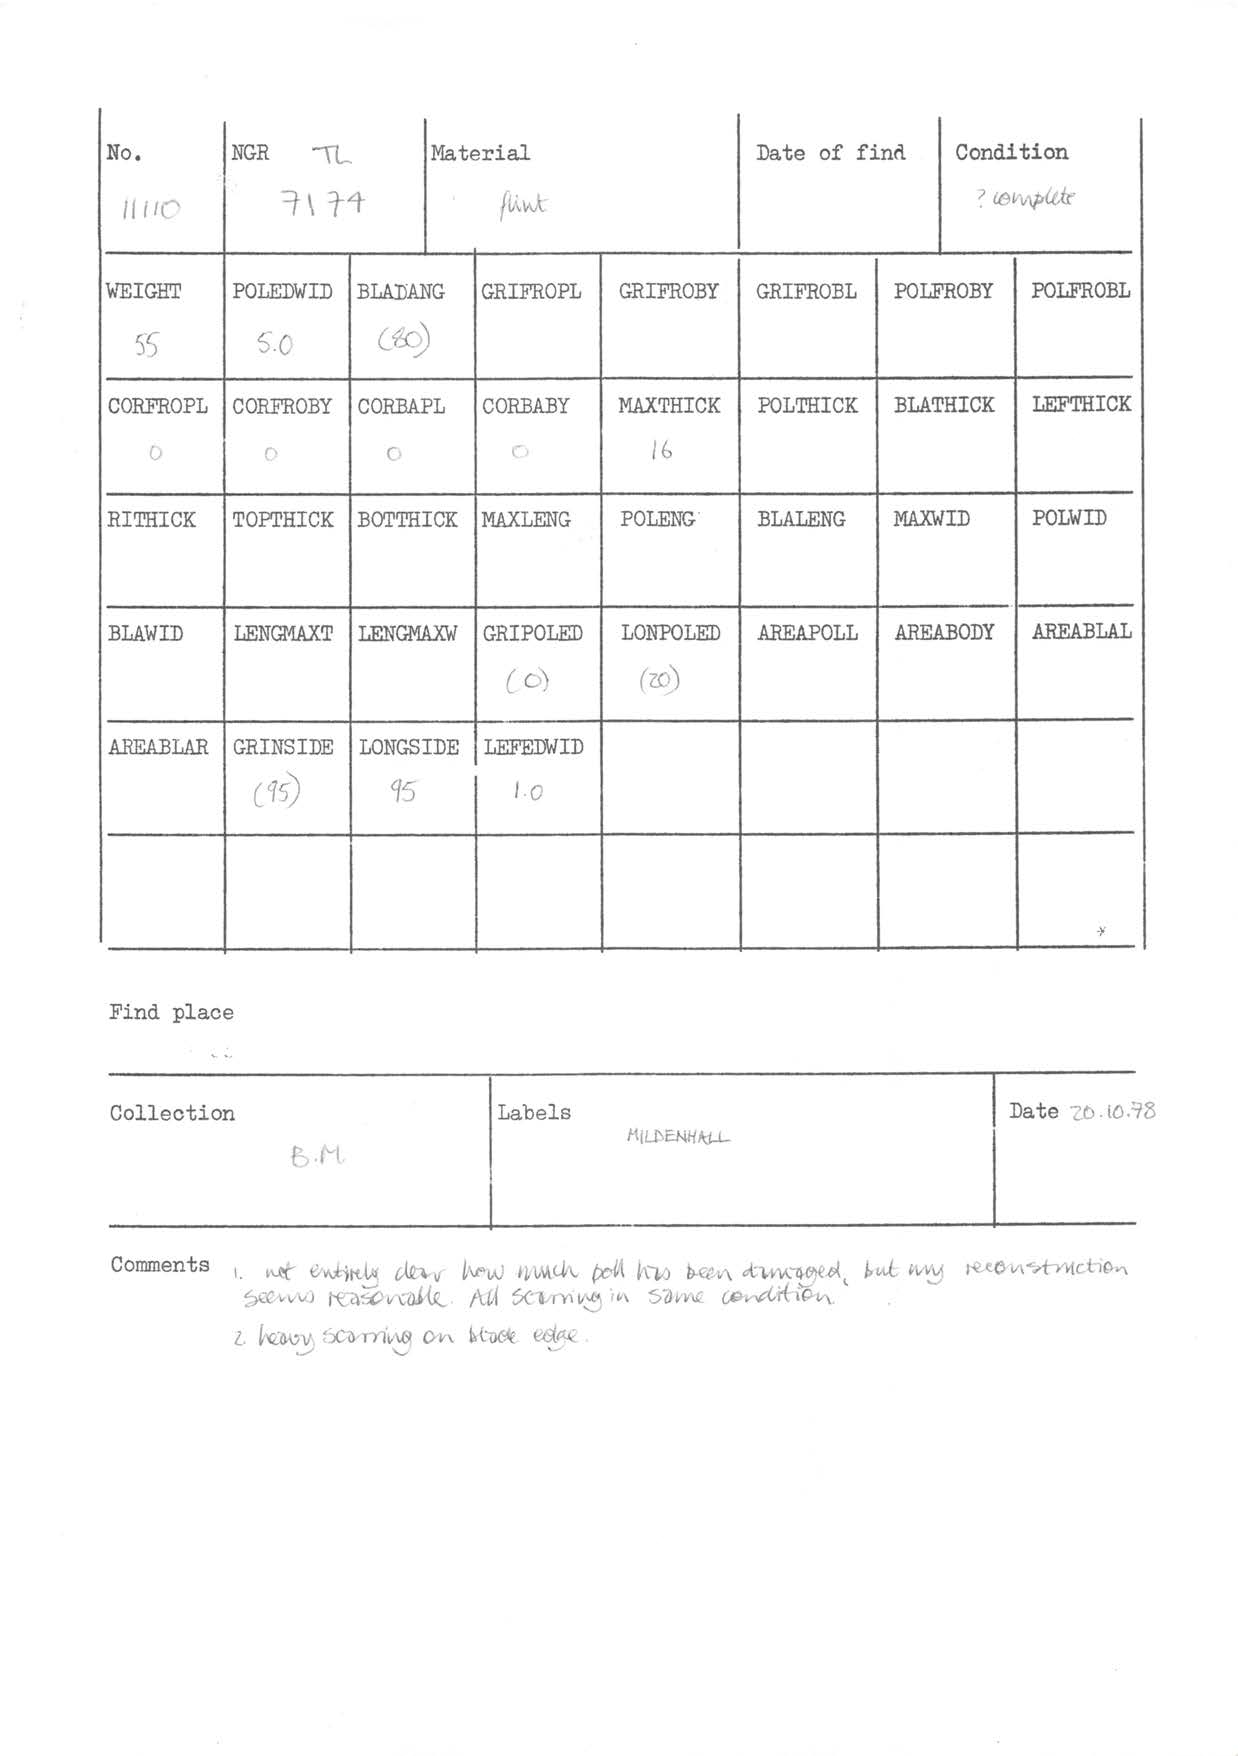 No. NGR TL Material Date of find Condition
11110 7174 flint ? complete
WEIGHT POLEDWID BLADANG GRIFROPL GRIFROBY GRIFROBL POLFROBY POLFROBL
55 5.0 (80)
CORFROPL CORFROBY CORBAPL CORBABY MAXTHICK POLTHICK BLATHICK LEFTHICK
0 0 0 0 16
RITHICK TOPTHICK BOTTHICK MAXLENG POLENG BLALENG MAXWID POLWID
BLAWID LENGMAXT LENGMAXW GRIPOLED LONPOLED AREAPOLL AREABODY AREABLAL
(0) (20)
AREABLAR GRINSIDE LONGSIDE LEFEDWID
(95) 95 1.0
Find place
Collection Labels Date 20.10.78
MILDENHALL
B.M
Comments 1. not entirely clear how much poll has been damaged, but any reconstruction
seems reasonable. All scarring in same condition.
2. heavy scarring on blade edge.